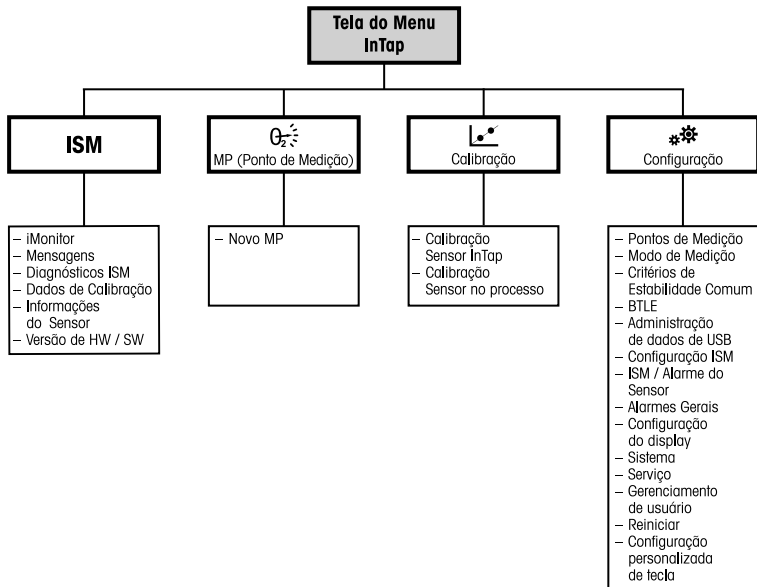 Tela do Menu
InTap
ISM
O₂
MP (Ponto de Medição)
Calibração
Configuração
– iMonitor
– Mensagens
– Diagnósticos ISM
– Dados de Calibração
– Informações
do Sensor
– Versão de HW / SW
– Novo MP
– Calibração
Sensor InTap
– Calibração
Sensor no processo
– Pontos de Medição
– Modo de Medição
– Critérios de
Estabilidade Comum
– BTLE
– Administração
de dados de USB
– Configuração ISM
– ISM / Alarme do
Sensor
– Alarmes Gerais
– Configuração
do display
– Sistema
– Serviço
– Gerenciamento
de usuário
– Reiniciar
– Configuração
personalizada
de tecla